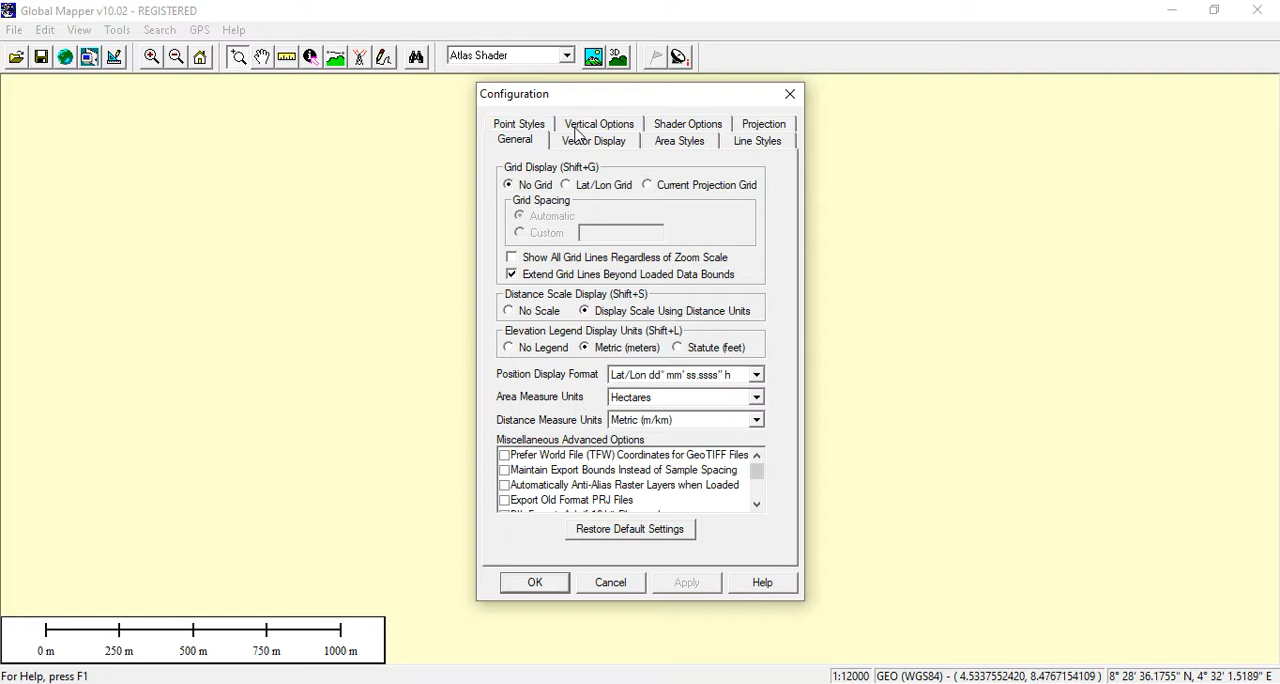 Global Mapper v10.02 - REGISTERED
File Edit View Tools Search GPS Help
Atlas Shader
3D
Configuration
Point Styles Vertical Options Shader Options Projection
General Vector Display Area Styles Line Styles
Grid Display (Shift+G)
No Grid Lat/Lon Grid Current Projection Grid
Grid Spacing
Automatic
Custom
Show All Grid Lines Regardless of Zoom Scale
Extend Grid Lines Beyond Loaded Data Bounds
Distance Scale Display (Shift+S)
No Scale Display Scale Using Distance Units
Elevation Legend Display Units (Shift+L)
No Legend Metric (meters) Statute (feet)
Position Display Format Lat/Lon dd° mm' ss.ssss" h
Area Measure Units Hectares
Distance Measure Units Metric (m/km)
Miscellaneous Advanced Options
Prefer World File (TFW) Coordinates for GeoTIFF Files
Maintain Export Bounds Instead of Sample Spacing
Automatically Anti-Alias Raster Layers when Loaded
Export Old Format PRJ Files
Restore Default Settings
OK Cancel Apply Help
0 m 250 m 500 m 750 m 1000 m
For Help, press F1
1:12000 GEO (WGS84) - ( 4.5337552420, 8.4767154109 ) 8° 28' 36.1755" N, 4° 32' 1.5189" E